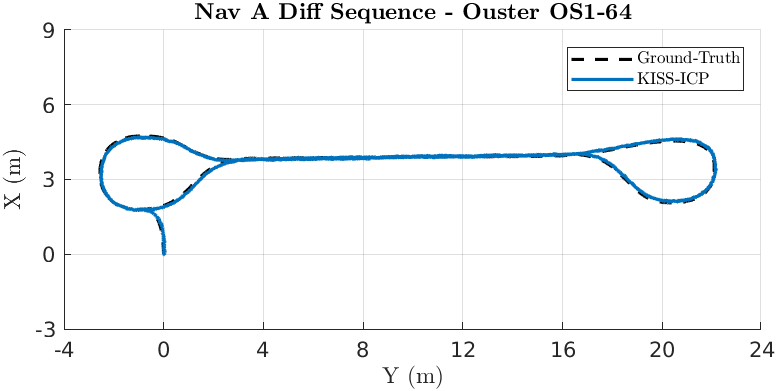 Nav A Diff Sequence - Ouster OS1-64
Ground-Truth
KISS-ICP
X (m)
9
6
3
0
-3
-4 0 4 8 12 16 20 24
Y (m)